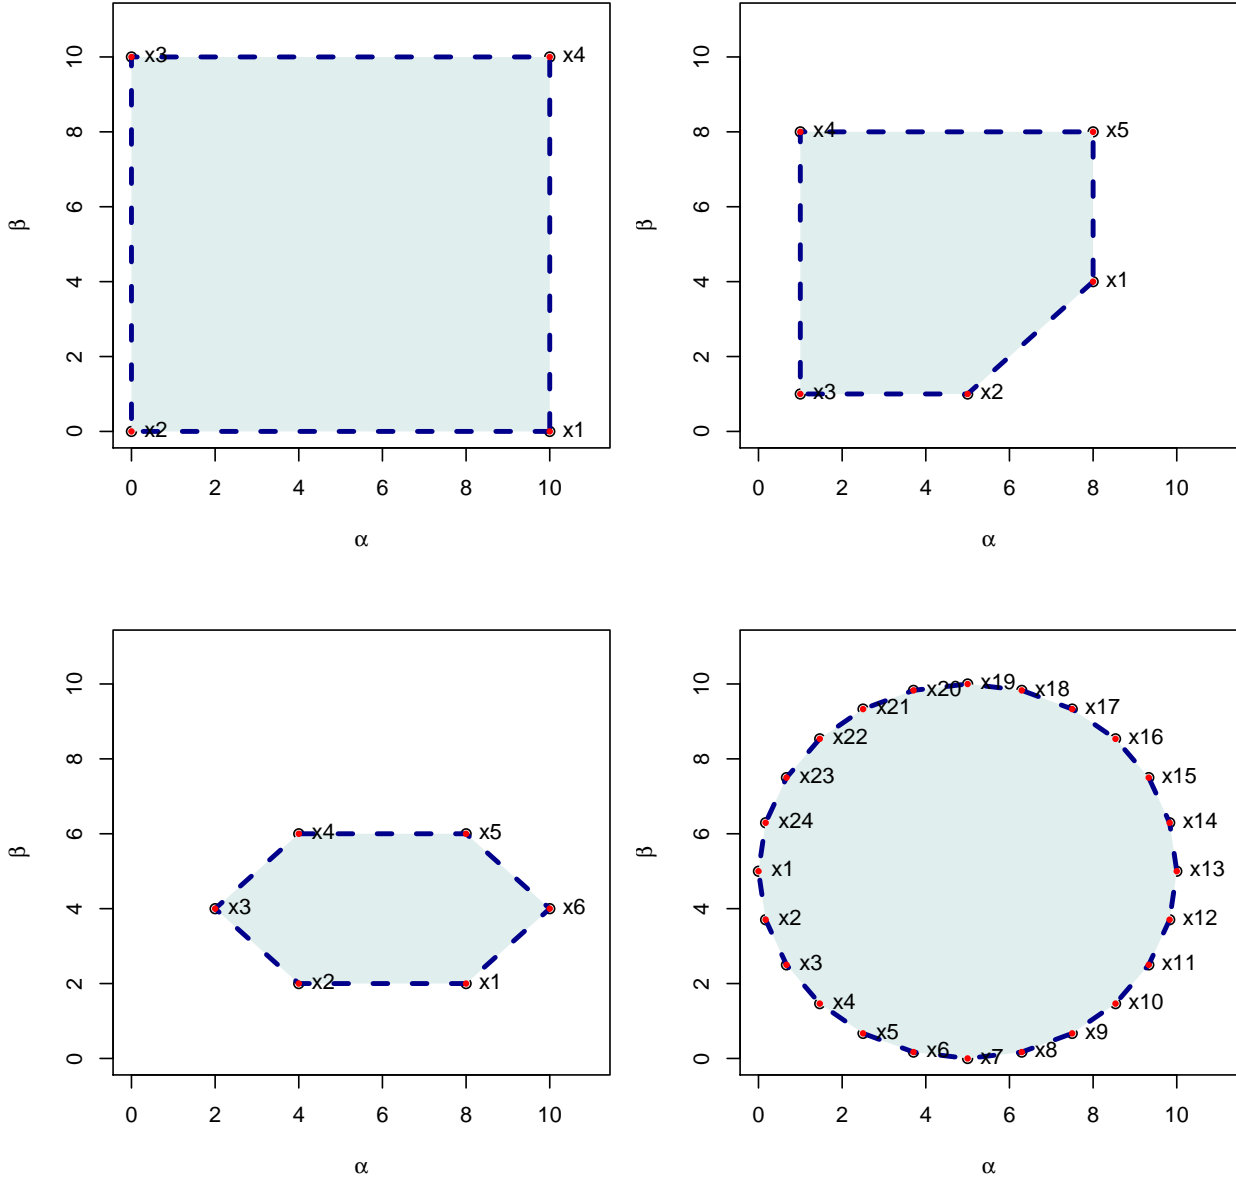 x3 x4
x2 x1
0 2 4 6 8 10
0 2 4 6 8 10
α
β
x4 x5
x1
x3 x2
0 2 4 6 8 10
0 2 4 6 8 10
α
β
x4 x5
x3 x6
x2 x1
0 2 4 6 8 10
0 2 4 6 8 10
α
β
x20 x19 x18
x21 x17
x22 x16
x23 x15
x24 x14
x1 x13
x2 x12
x3 x11
x4 x10
x5 x9
x6 x7 x8
0 2 4 6 8 10
0 2 4 6 8 10
α
β